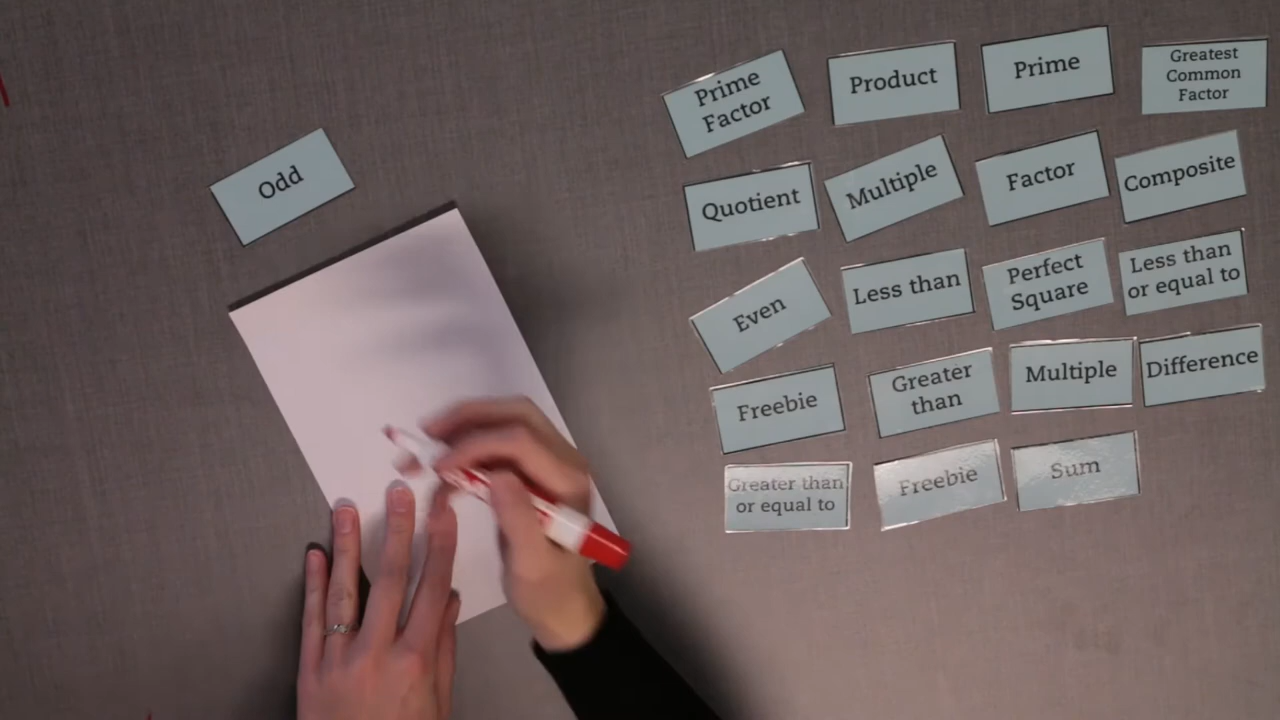 Odd
Prime
Factor
Product
Prime
Greatest
Common
Factor
Quotient
Multiple
Factor
Composite
Even
Less than
Perfect
Square
Less than
or equal to
Freebie
Greater
than
Multiple
Difference
Greater than
or equal to
Freebie
Sum